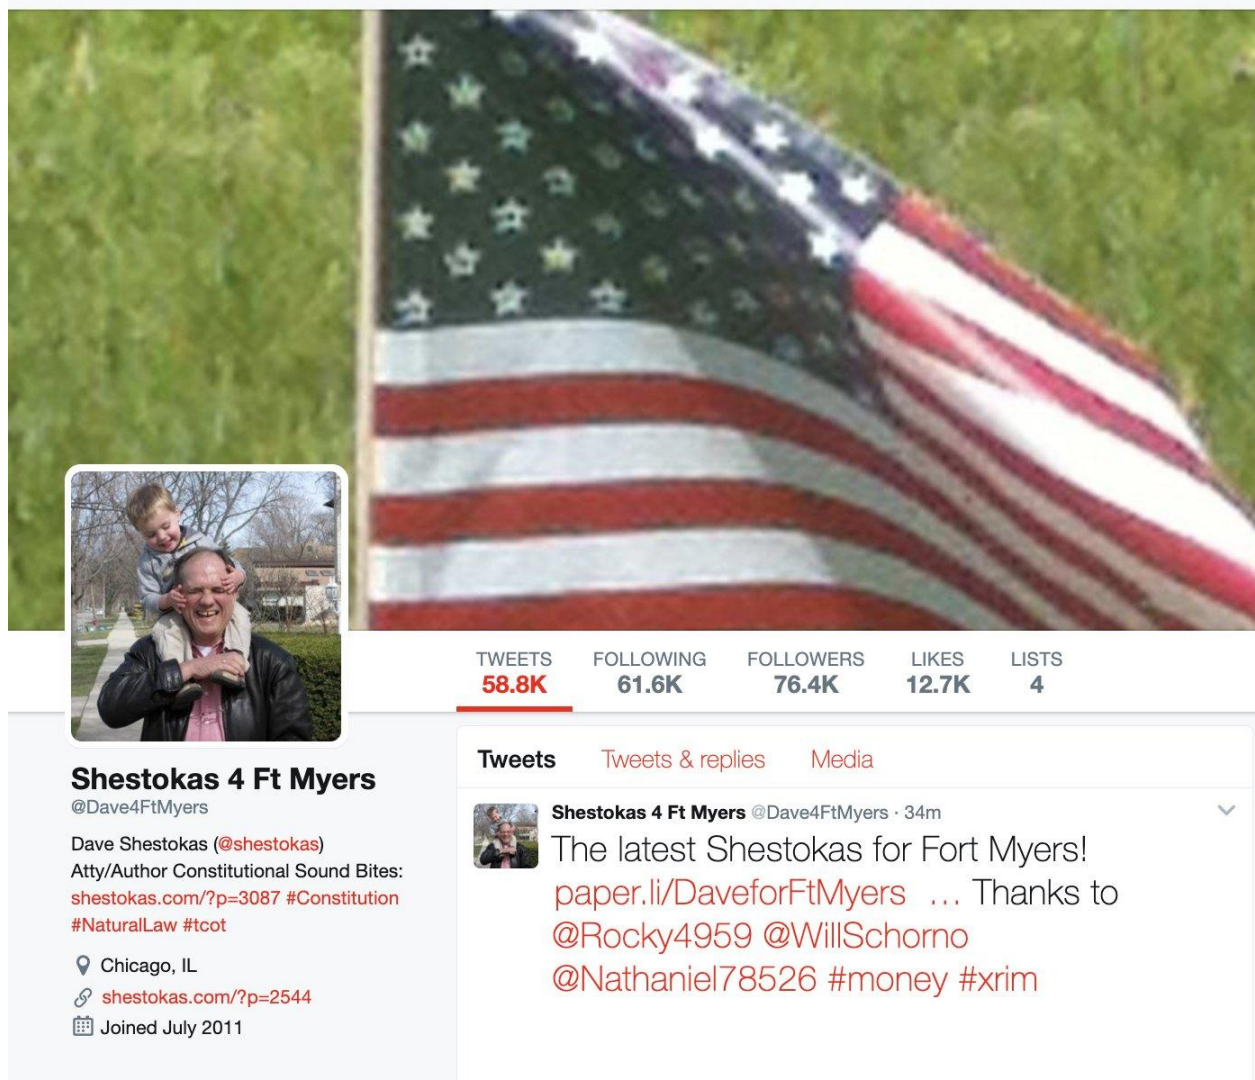 TWEETS FOLLOWING FOLLOWERS LIKES LISTS
58.8K 61.6K 76.4K 12.7K 4
Shestokas 4 Ft Myers
@Dave4FtMyers
Dave Shestokas (@shestokas)
Atty/Author Constitutional Sound Bites:
shestokas.com/?p=3087 #Constitution
#NaturalLaw #tcot
Chicago, IL
shestokas.com/?p=2544
Joined July 2011
Tweets Tweets & replies Media
Shestokas 4 Ft Myers @Dave4FtMyers · 34m
The latest Shestokas for Fort Myers!
paper.li/DaveforFtMyers … Thanks to
@Rocky4959 @WillSchorno
@Nathaniel78526 #money #xrim